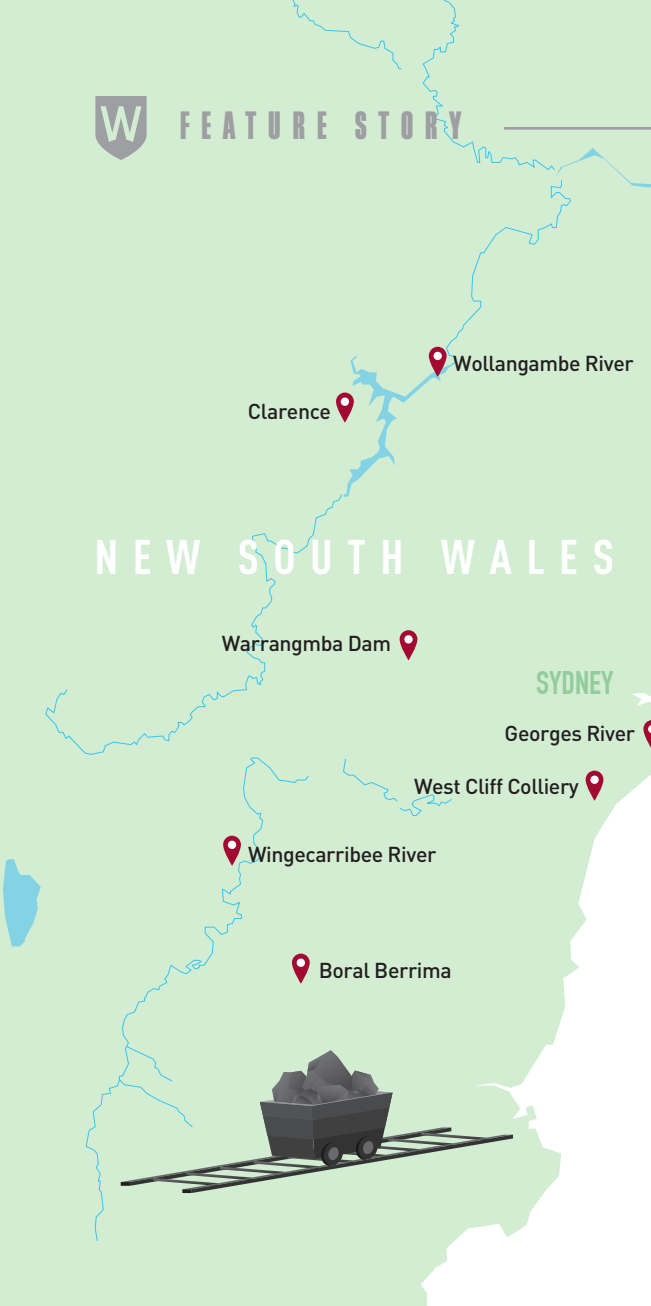 W FEATURE STORY
Wollangambe River
Clarence
NEW SOUTH WALES
Warrangmba Dam
SYDNEY
Georges River
West Cliff Colliery
Wingecarribee River
Boral Berrima